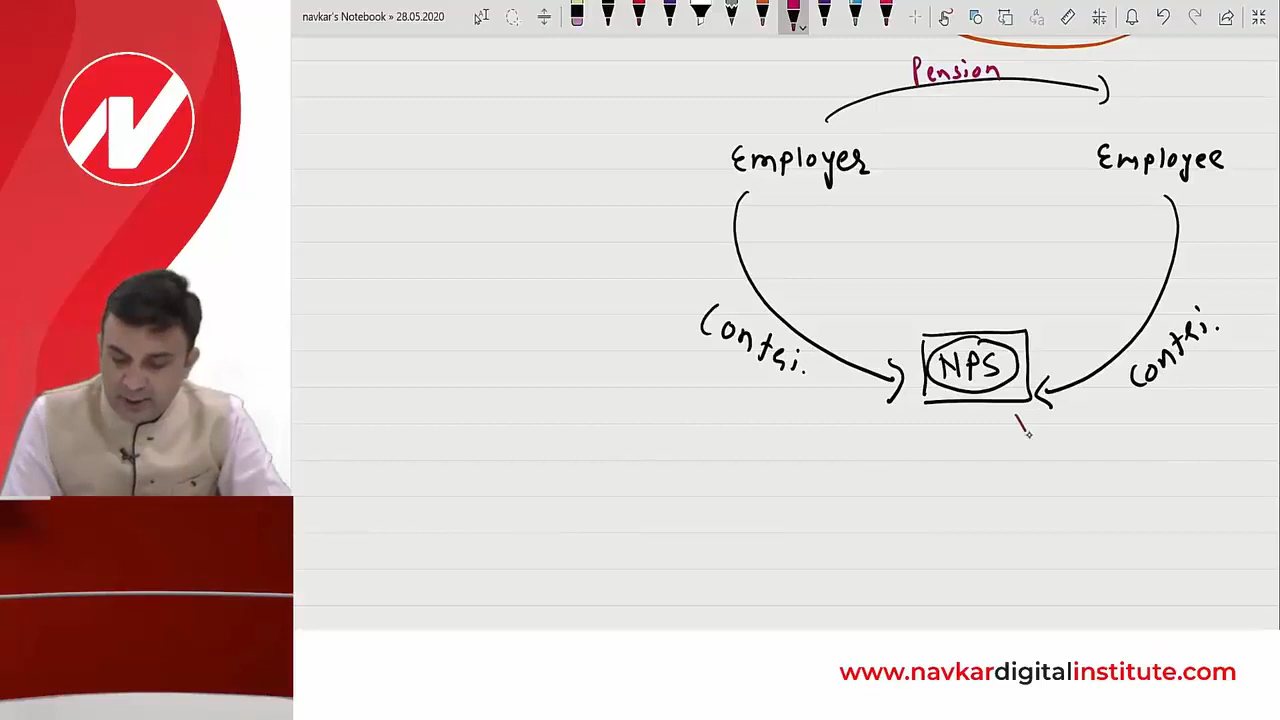 navkar's Notebook » 28.05.2020
Pension
Employer
Employee
Contri.
NPS
Contri.
www.navkardigitalinstitute.com